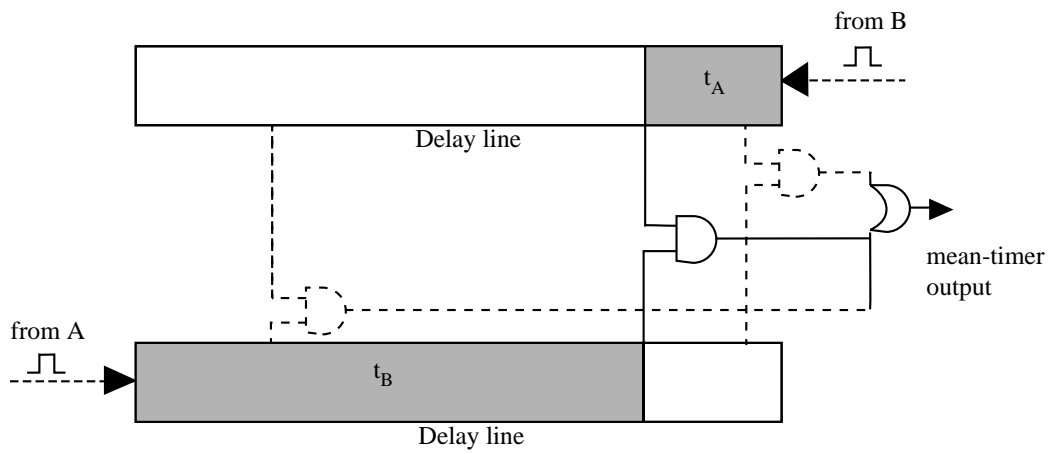 from B
t_A
Delay line
mean-timer
output
from A
t_B
Delay line